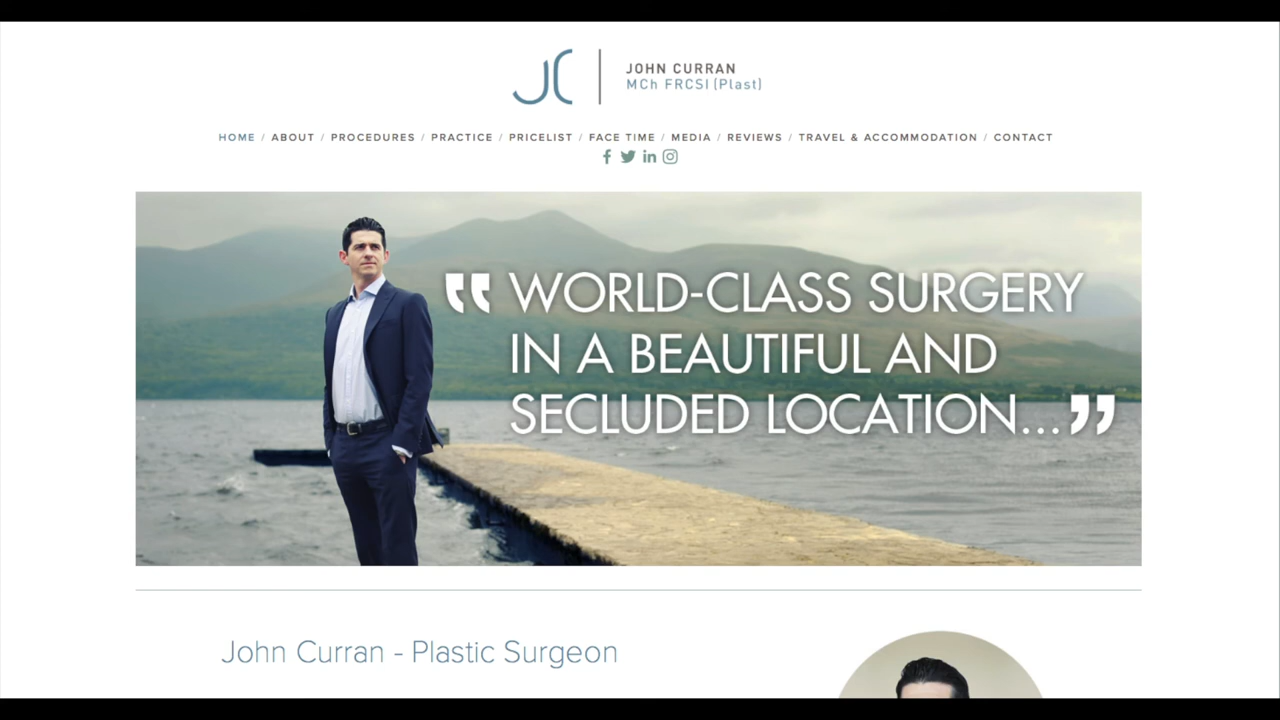 JC
JOHN CURRAN
MCh FRCSI (Plast)
HOME / ABOUT / PROCEDURES / PRACTICE / PRICELIST / FACE TIME / MEDIA / REVIEWS / TRAVEL & ACCOMMODATION / CONTACT
“ WORLD-CLASS SURGERY
IN A BEAUTIFUL AND
SECLUDED LOCATION... ”
John Curran - Plastic Surgeon